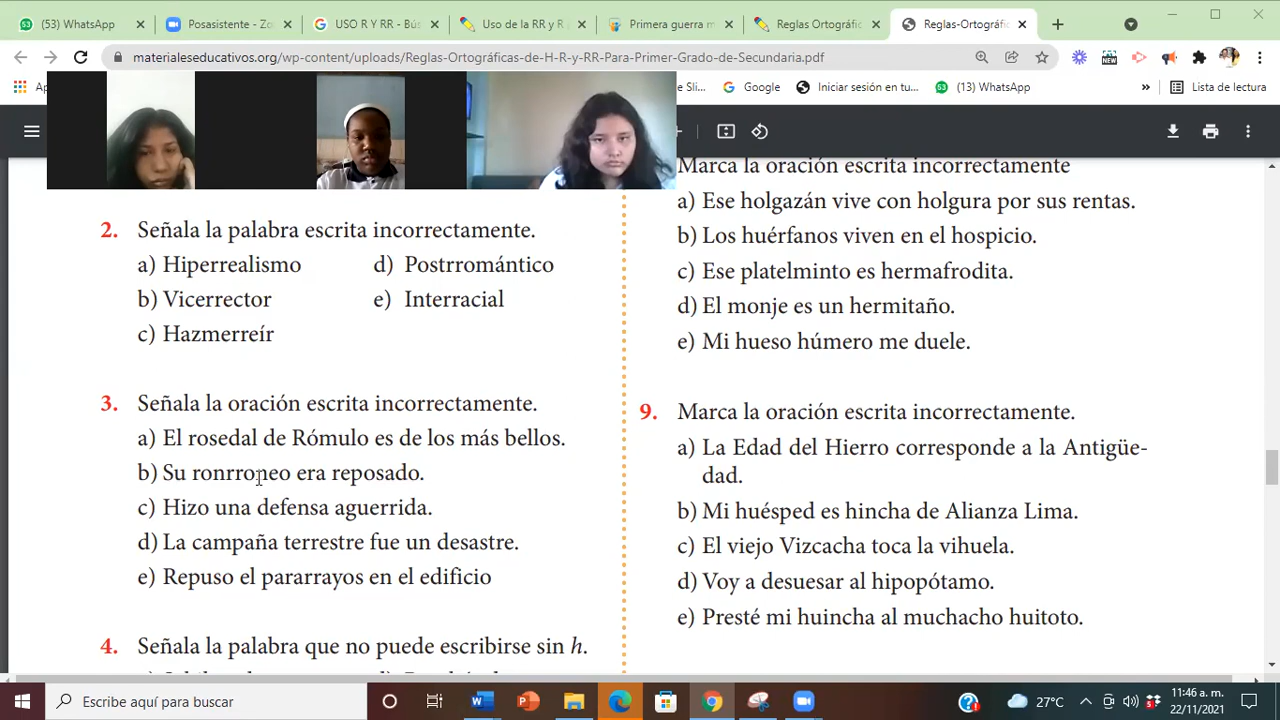 (53) WhatsApp
Posasistente - Zo
USO R Y RR - Bús
Uso de la RR y R
Primera guerra m
Reglas Ortográfic
Reglas-Ortográfic
materialeseducativos.org/wp-content/uploads/Reglas-Ortográficas-de-H-R-y-RR-Para-Primer-Grado-de-Secundaria.pdf
NEW
Ap
de Sli...
Google
Iniciar sesión en tu...
(13) WhatsApp
»
Lista de lectura
2. Señala la palabra escrita incorrectamente.
a) Hiperrealismo
d) Postrromántico
b) Vicerrector
e) Interracial
c) Hazmerreír
3. Señala la oración escrita incorrectamente.
a) El rosedal de Rómulo es de los más bellos.
b) Su ronrroneo era reposado.
c) Hizo una defensa aguerrida.
d) La campaña terrestre fue un desastre.
e) Repuso el pararrayos en el edificio
4. Señala la palabra que no puede escribirse sin h.
Marca la oración escrita incorrectamente
a) Ese holgazán vive con holgura por sus rentas.
b) Los huérfanos viven en el hospicio.
c) Ese platelminto es hermafrodita.
d) El monje es un hermitaño.
e) Mi hueso húmero me duele.
9. Marca la oración escrita incorrectamente.
a) La Edad del Hierro corresponde a la Antigüe-
dad.
b) Mi huésped es hincha de Alianza Lima.
c) El viejo Vizcacha toca la vihuela.
d) Voy a desuesar al hipopótamo.
e) Presté mi huincha al muchacho huitoto.
Escribe aquí para buscar
27°C
11:46 a. m.
22/11/2021